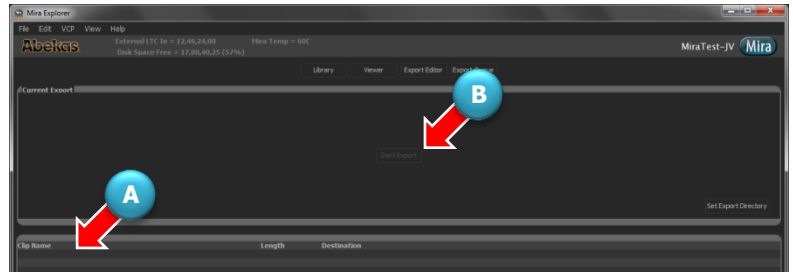 Mira Explorer
File Edit VCP View Help
Abekas
External LTC In = 12,46,24,00 Mira Temp = 60C
Disk Space Free = 17,00,40,25 (57%)
MiraTest-JV Mira
Library Viewer Export Editor Export
B
Current Export
Start Export
A
Set Export Directory
Clip Name Length Destination